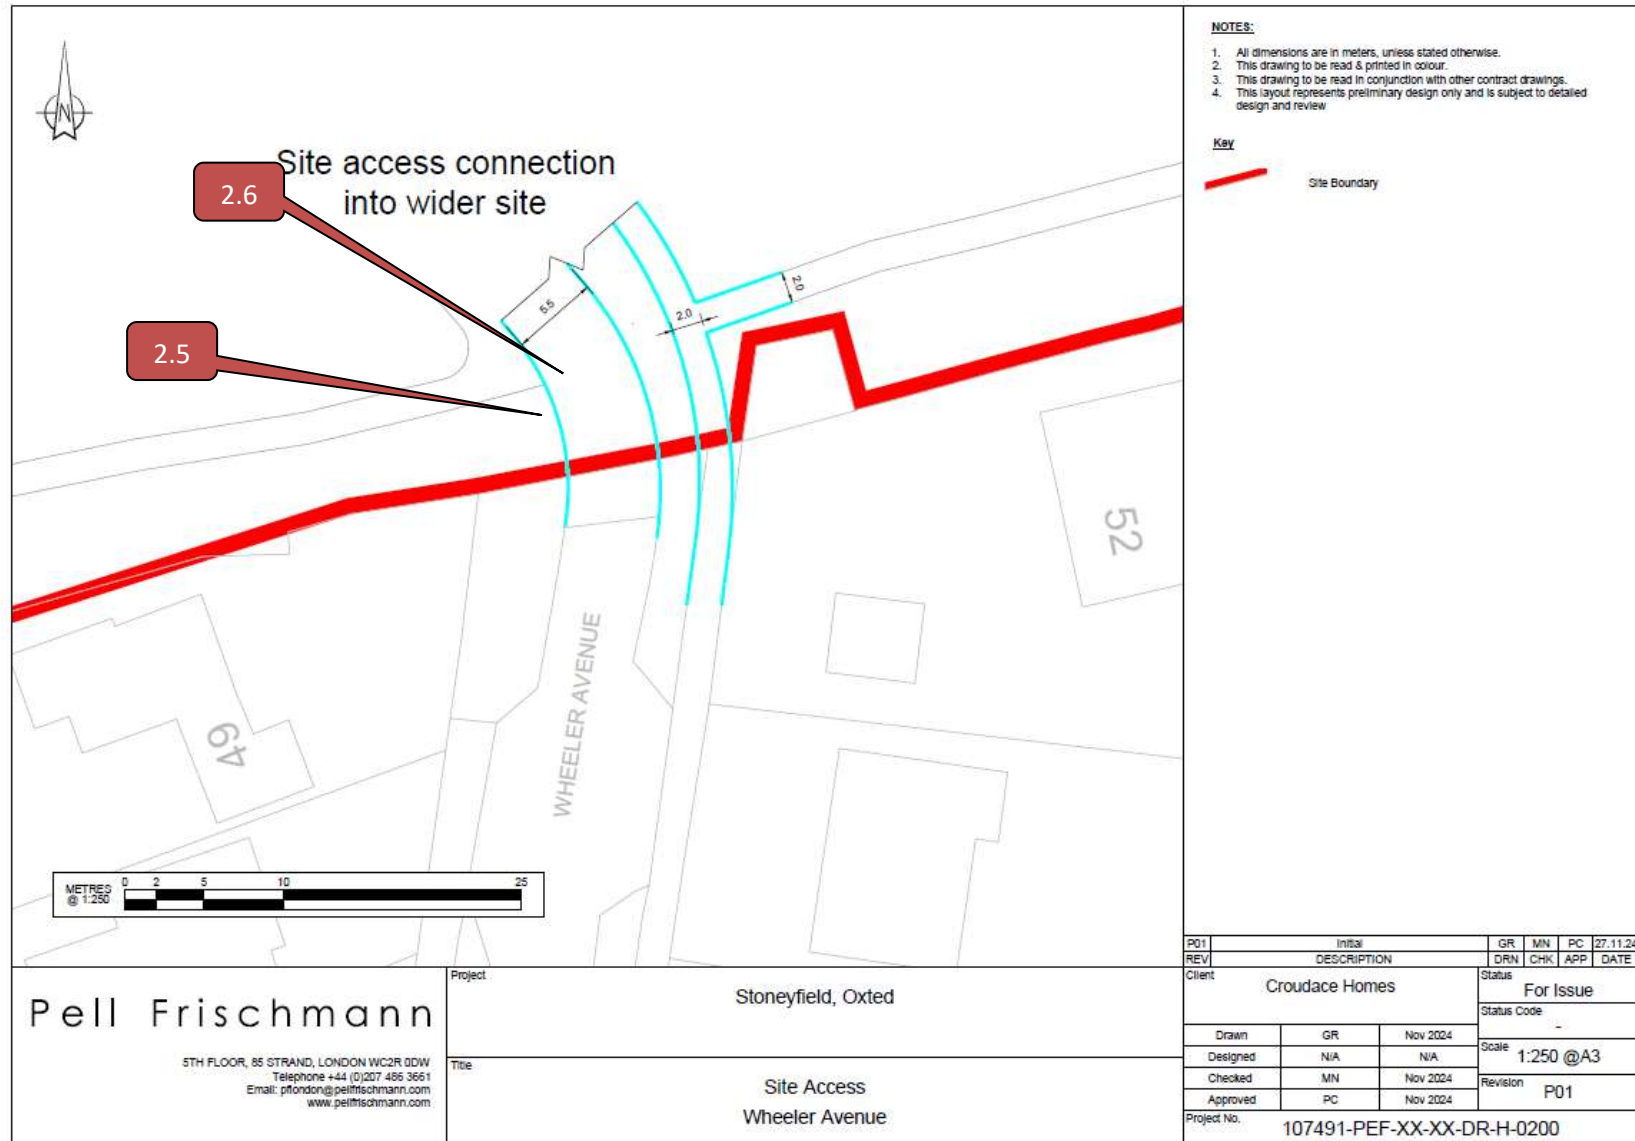 N
Site access connection
into wider site
2.6
2.5
5.5
2.0
2.0
52
49
WHEELER AVENUE
METRES
@ 1:250
0 2 5 10 25
NOTES:
1. All dimensions are in meters, unless stated otherwise.
2. This drawing to be read & printed in colour.
3. This drawing to be read in conjunction with other contract drawings.
4. This layout represents preliminary design only and is subject to detailed
design and review
Key
Site Boundary
P01 Initial GR MN PC 27.11.24
REV DESCRIPTION DRN CHK APP DATE
Pell Frischmann
5TH FLOOR, 85 STRAND, LONDON WC2R 0DW
Telephone +44 (0)207 486 3661
Email: pflondon@pellfrischmann.com
www.pellfrischmann.com
Project
Stoneyfield, Oxted
Title
Site Access
Wheeler Avenue
Client
Croudace Homes
Status
For Issue
Status Code
-
Drawn GR Nov 2024
Designed N/A N/A
Checked MN Nov 2024
Approved PC Nov 2024
Scale
1:250 @A3
Revision
P01
Project No.
107491-PEF-XX-XX-DR-H-0200